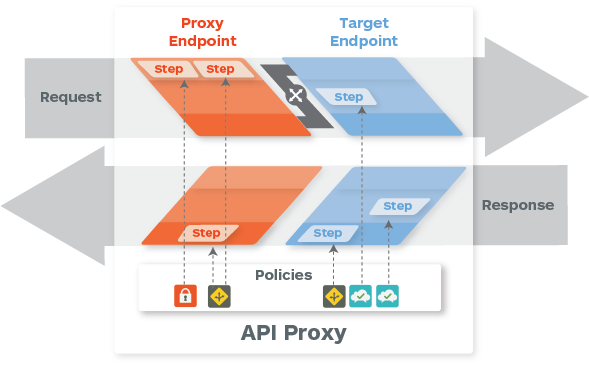 Proxy
Endpoint
Target
Endpoint
Step
Step
Request
Step
Step
Response
Step
Step
Policies
API Proxy